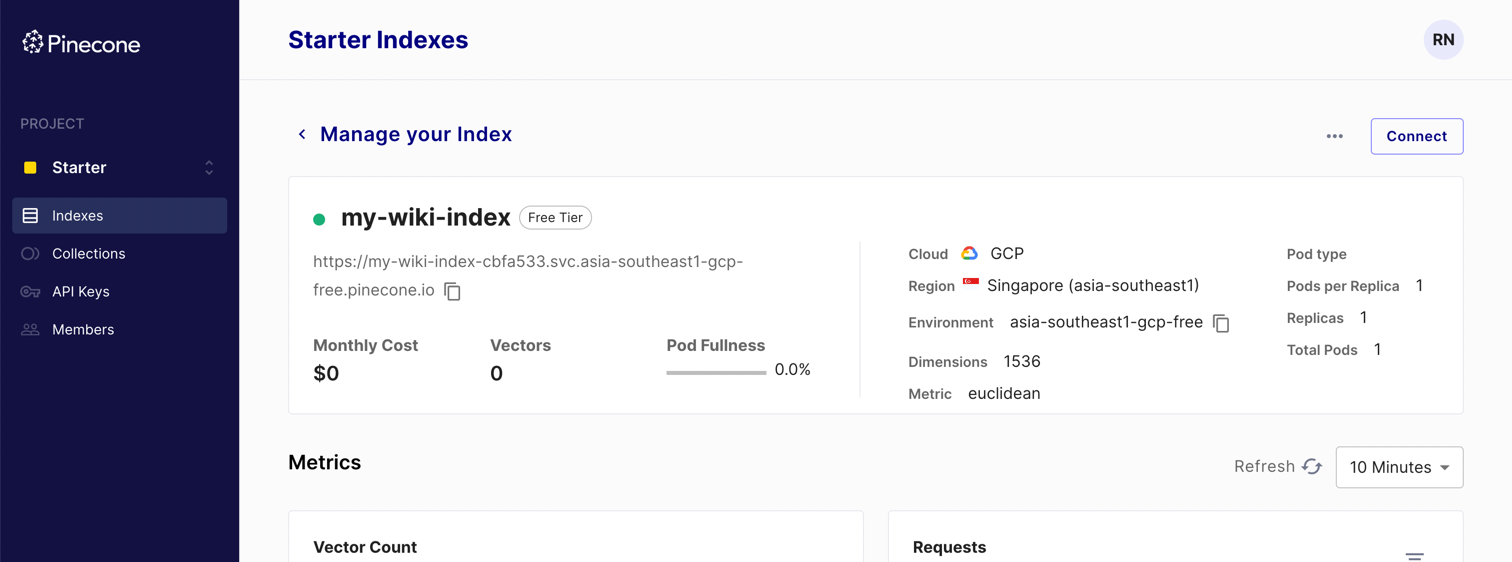 Pinecone
PROJECT
Starter
Indexes
Collections
API Keys
Members
Starter Indexes
RN
Manage your Index
Connect
my-wiki-index Free Tier
https://my-wiki-index-cbfa533.svc.asia-southeast1-gcp-
free.pinecone.io
Monthly Cost Vectors Pod Fullness
$0 0 0.0%
Cloud GCP
Region Singapore (asia-southeast1)
Environment asia-southeast1-gcp-free
Dimensions 1536
Metric euclidean
Pod type
Pods per Replica 1
Replicas 1
Total Pods 1
Metrics
Refresh 10 Minutes
Vector Count
Requests